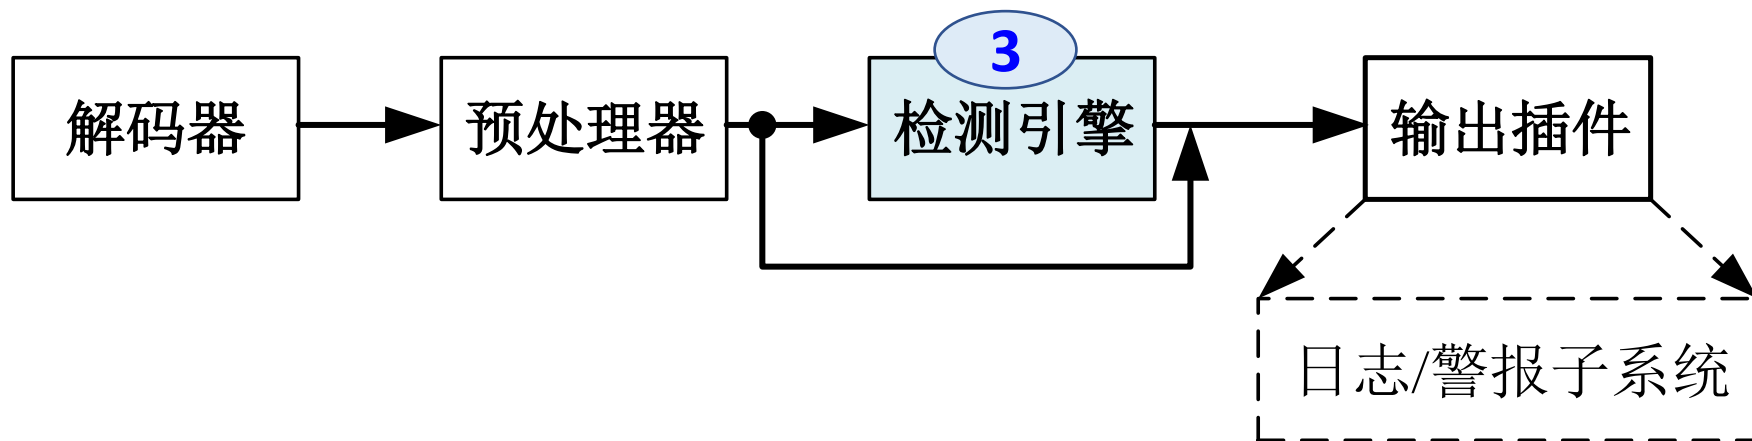 3
解码器
预处理器
检测引擎
输出插件
日志/警报子系统